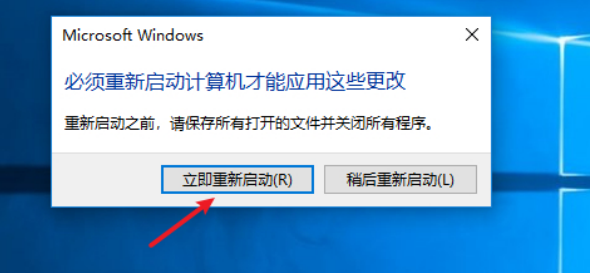 Microsoft Windows
必须重新启动计算机才能应用这些更改
重新启动之前，请保存所有打开的文件并关闭所有程序。
立即重新启动(R)
稍后重新启动(L)